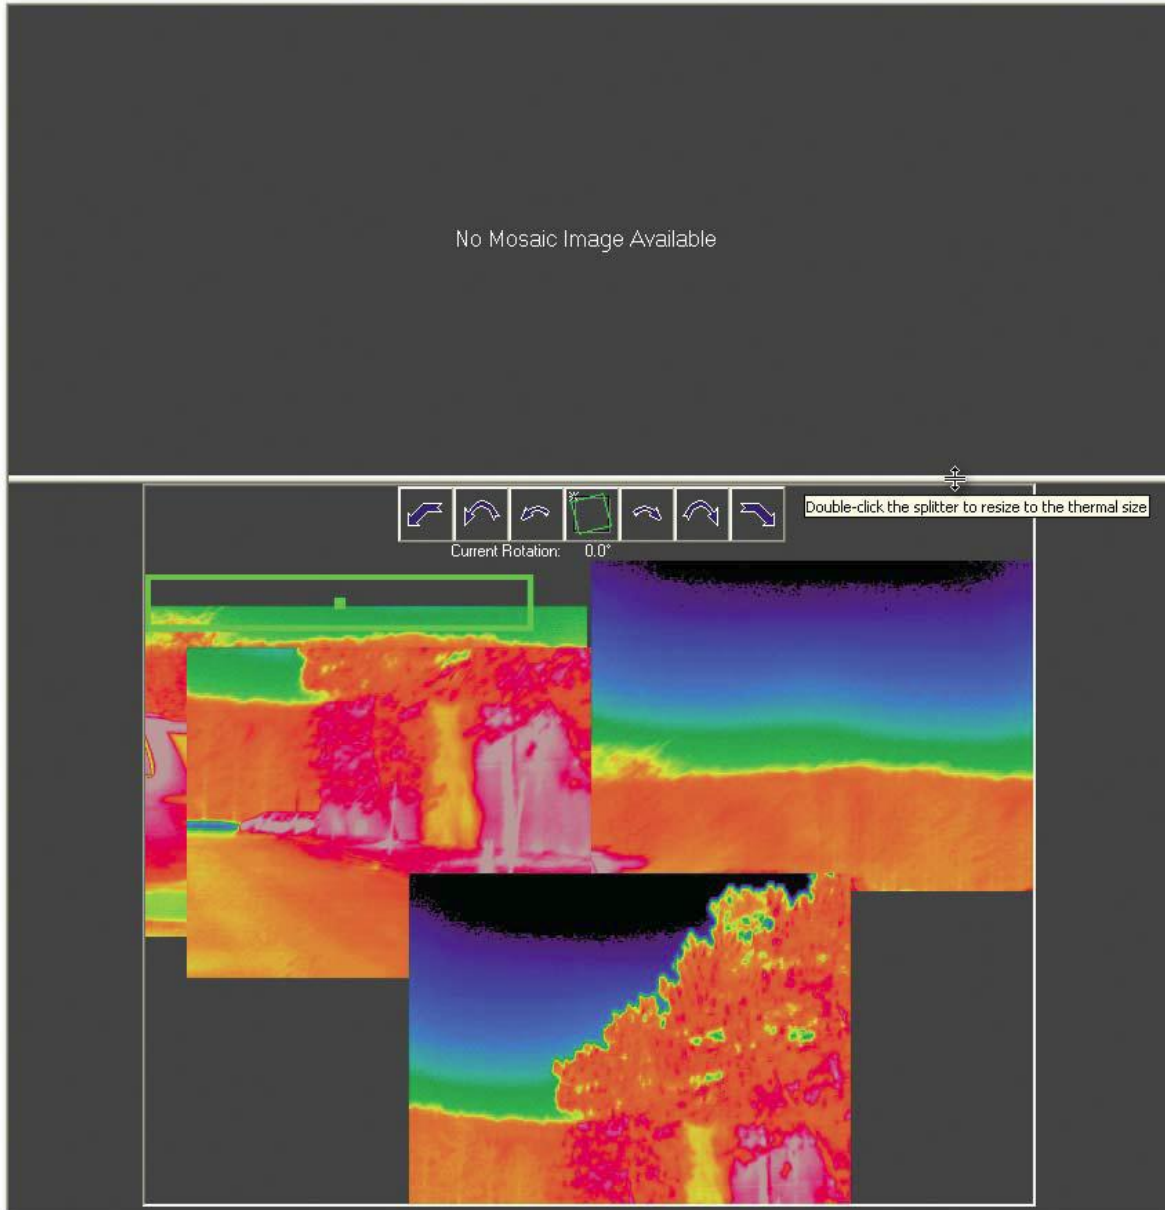 No Mosaic Image Available
Double-click the splitter to resize to the thermal size
Current Rotation: 0.0°